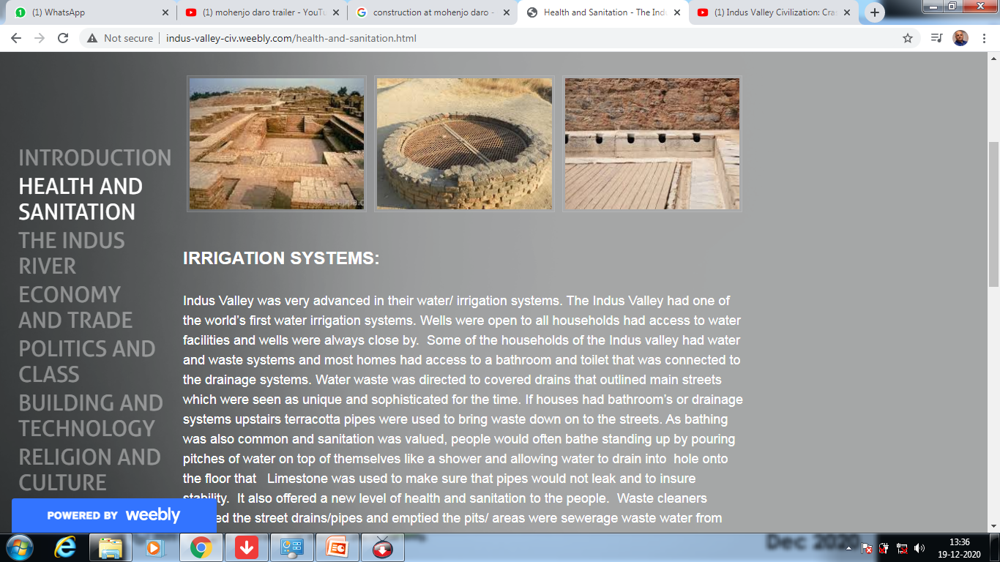 (1) WhatsApp
(1) mohenjo daro trailer - YouTu
construction at mohenjo daro -
Health and Sanitation - The Indu
(1) Indus Valley Civilization: Cras
Not secure
indus-valley-civ.weebly.com/health-and-sanitation.html
INTRODUCTION
HEALTH AND
SANITATION
THE INDUS
RIVER
ECONOMY
AND TRADE
POLITICS AND
CLASS
BUILDING AND
TECHNOLOGY
RELIGION AND
CULTURE
POWERED BY weebly
IRRIGATION SYSTEMS:
Indus Valley was very advanced in their water/ irrigation systems. The Indus Valley had one of
the world's first water irrigation systems. Wells were open to all households had access to water
facilities and wells were always close by.  Some of the households of the Indus valley had water
and waste systems and most homes had access to a bathroom and toilet that was connected to
the drainage systems. Water waste was directed to covered drains that outlined main streets
which were seen as unique and sophisticated for the time. If houses had bathroom's or drainage
systems upstairs terracotta pipes were used to bring waste down on to the streets. As bathing
was also common and sanitation was valued, people would often bathe standing up by pouring
pitches of water on top of themselves like a shower and allowing water to drain into  hole onto
the floor that   Limestone was used to make sure that pipes would not leak and to insure
stability.  It also offered a new level of health and sanitation to the people.  Waste cleaners
the street drains/pipes and emptied the pits/ areas were sewerage waste water from
Dec 2020
13:36
19-12-2020